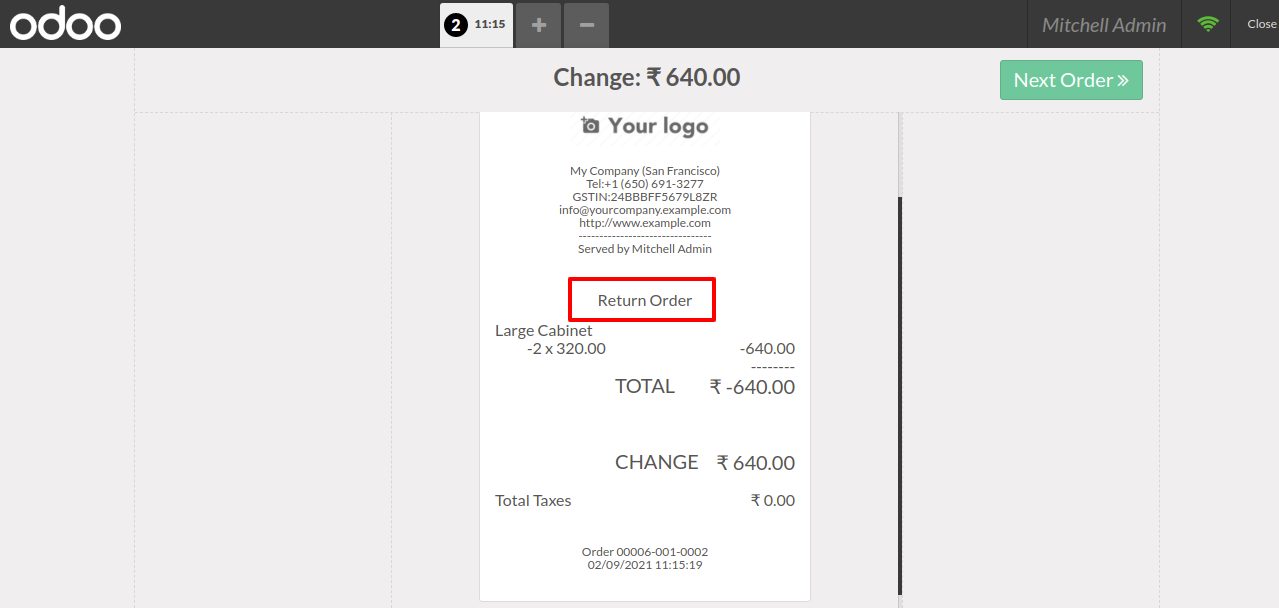 odoo
2 11:15 + −
Mitchell Admin
Close
Change: ₹ 640.00
Next Order »
Your logo
My Company (San Francisco)
Tel:+1 (650) 691-3277
GSTIN:24BBBFF5679L8ZR
info@yourcompany.example.com
http://www.example.com
--------------------------------
Served by Mitchell Admin
Return Order
Large Cabinet
-2 x 320.00 -640.00
--------
TOTAL ₹ -640.00
CHANGE ₹ 640.00
Total Taxes ₹ 0.00
Order 00006-001-0002
02/09/2021 11:15:19